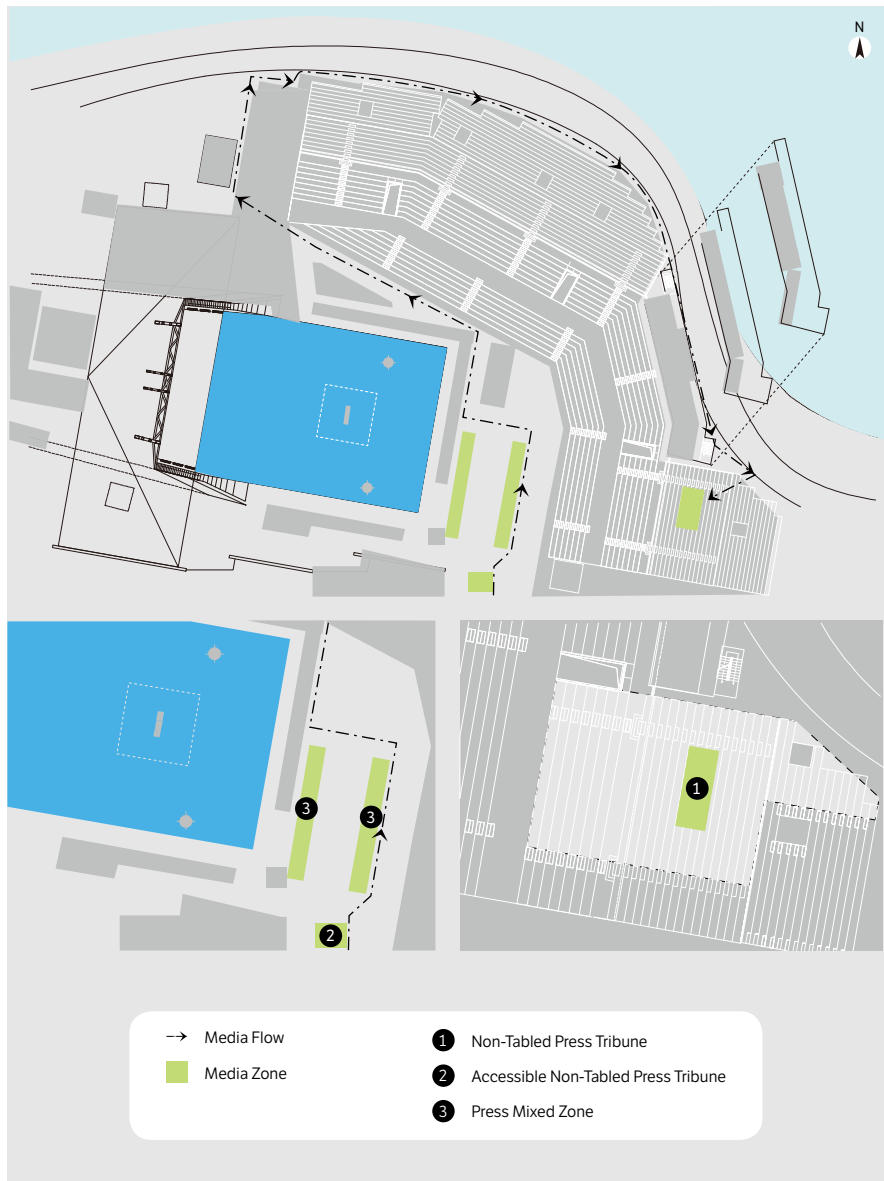 N
1
3
3
2
Media Flow
Media Zone
1 Non-Tabled Press Tribune
2 Accessible Non-Tabled Press Tribune
3 Press Mixed Zone